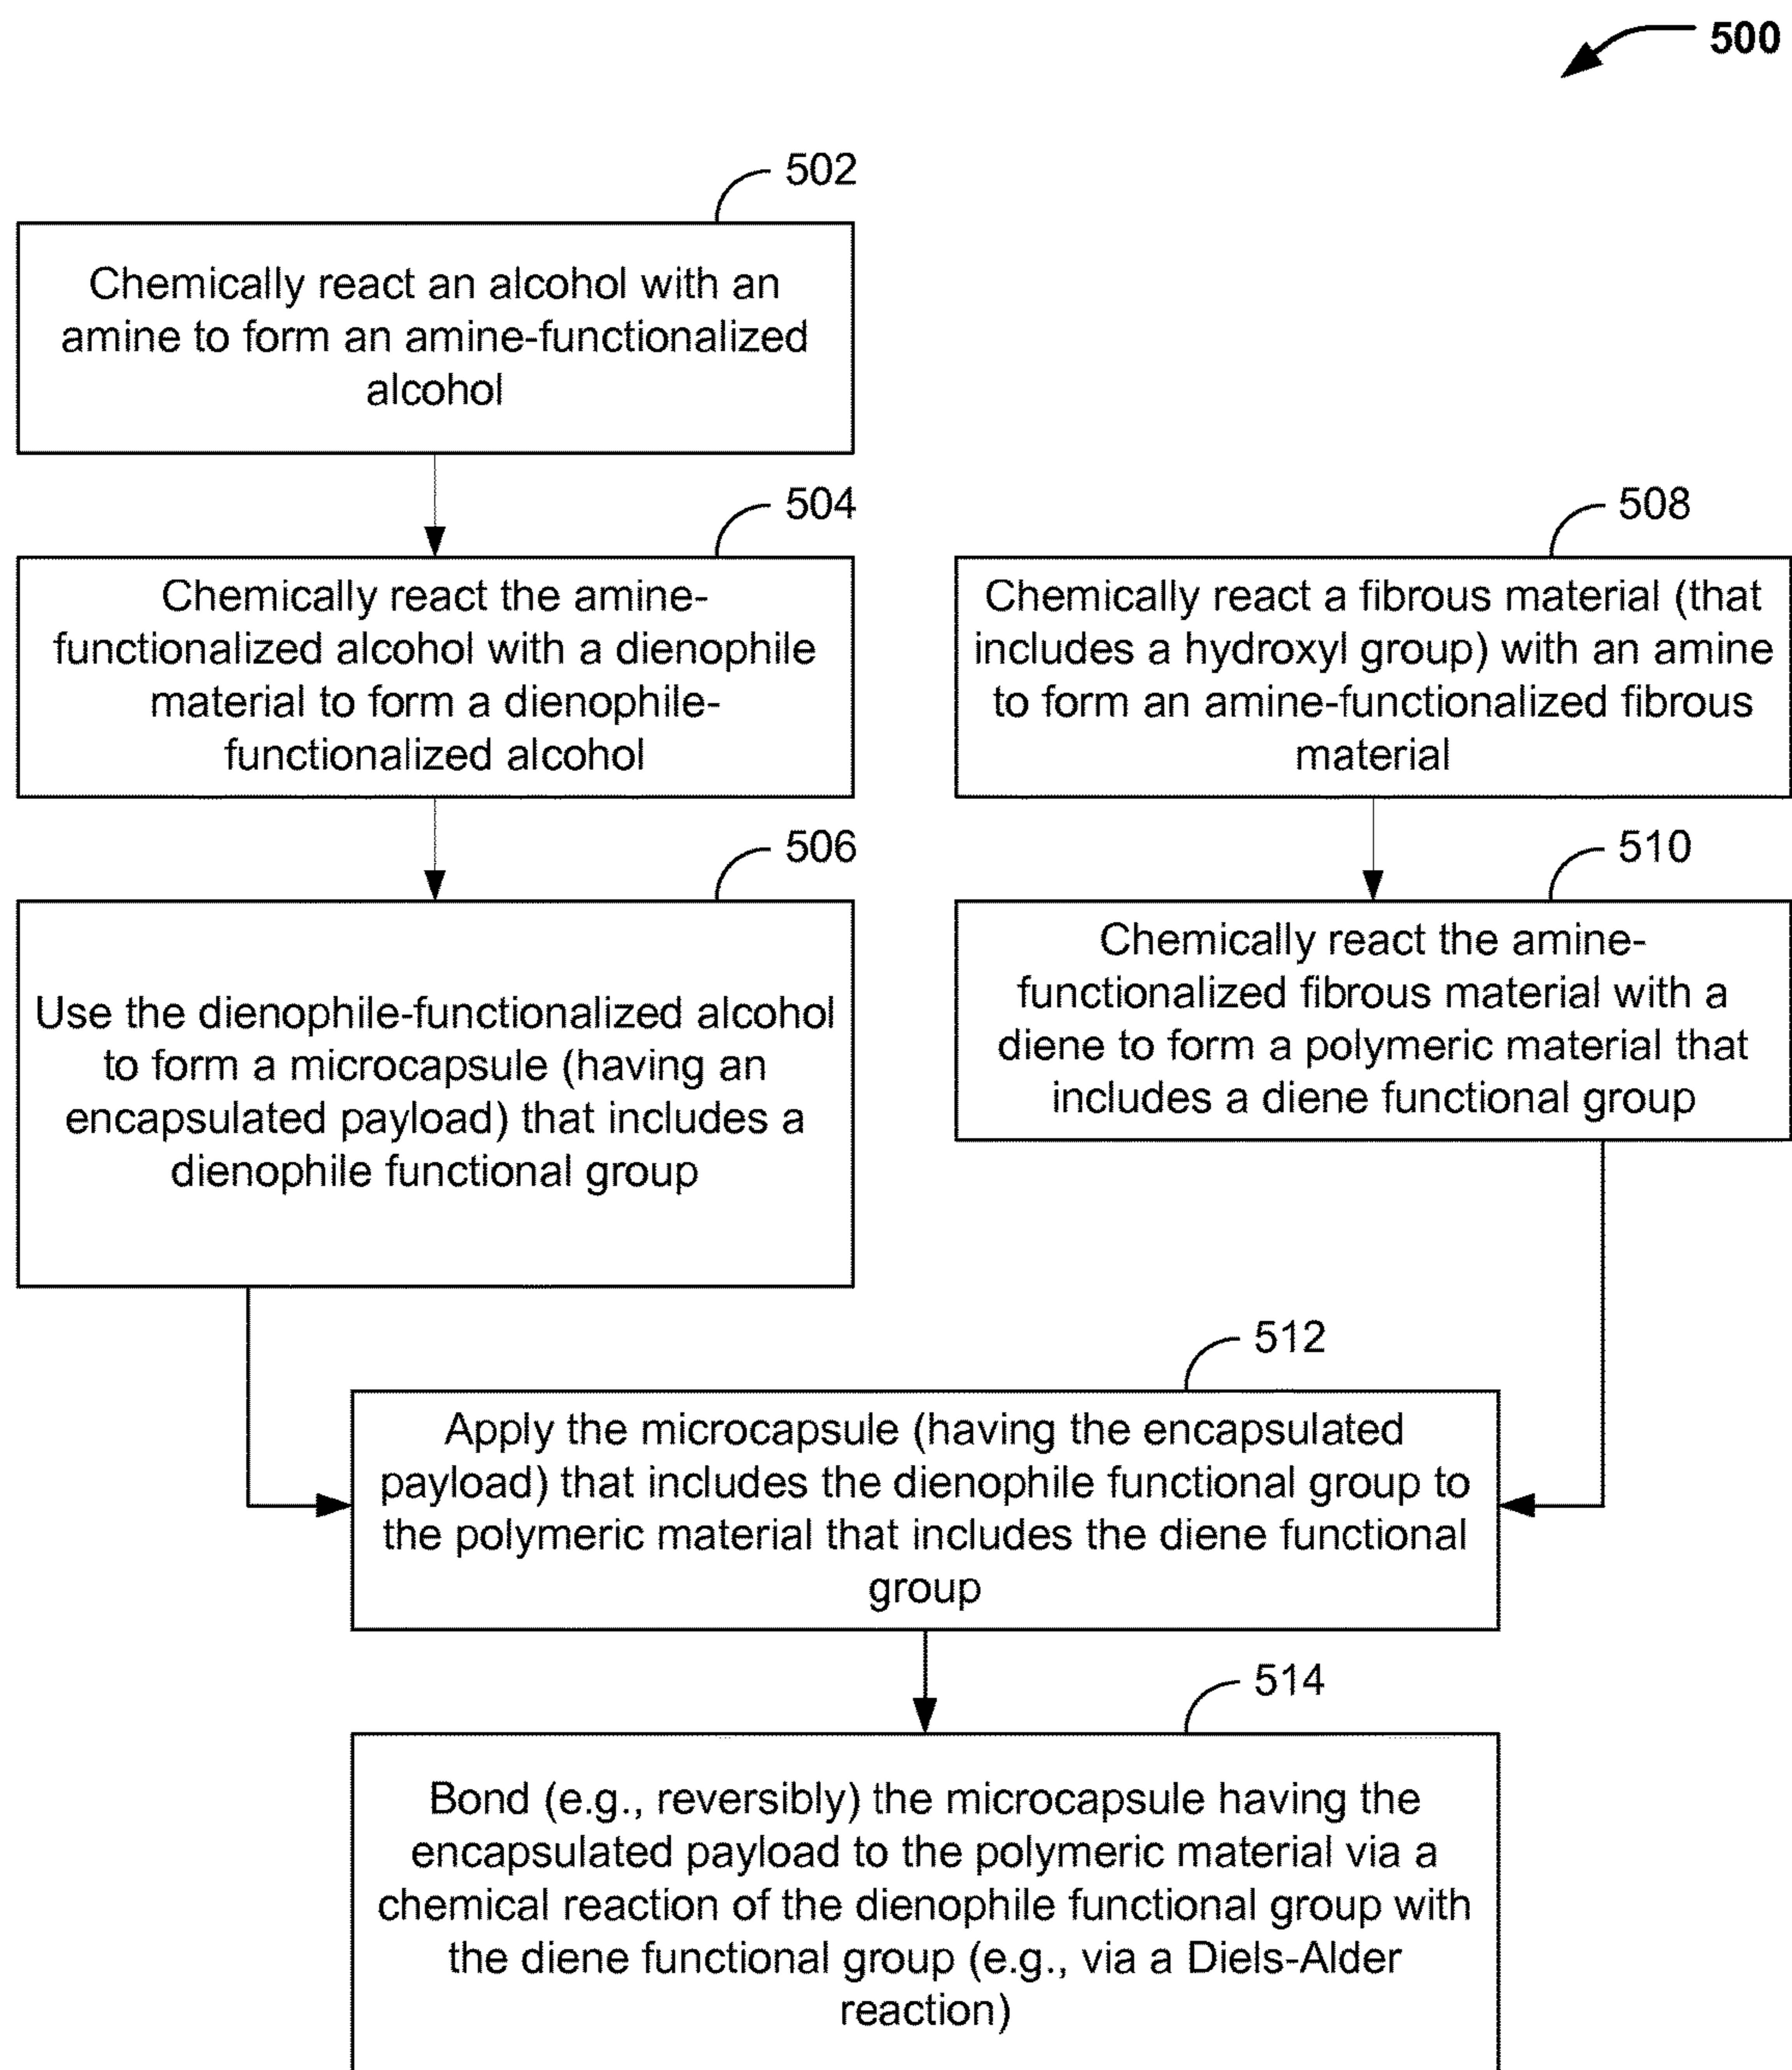 500
502
Chemically react an alcohol with an
amine to form an amine-functionalized
alcohol
504
Chemically react the amine-
functionalized alcohol with a dienophile
material to form a dienophile-
functionalized alcohol
506
Use the dienophile-functionalized alcohol
to form a microcapsule (having an
encapsulated payload) that includes a
dienophile functional group
508
Chemically react a fibrous material (that
includes a hydroxyl group) with an amine
to form an amine-functionalized fibrous
material
510
Chemically react the amine-
functionalized fibrous material with a
diene to form a polymeric material that
includes a diene functional group
512
Apply the microcapsule (having the encapsulated
payload) that includes the dienophile functional group to
the polymeric material that includes the diene functional
group
514
Bond (e.g., reversibly) the microcapsule having the
encapsulated payload to the polymeric material via a
chemical reaction of the dienophile functional group with
the diene functional group (e.g., via a Diels-Alder
reaction)